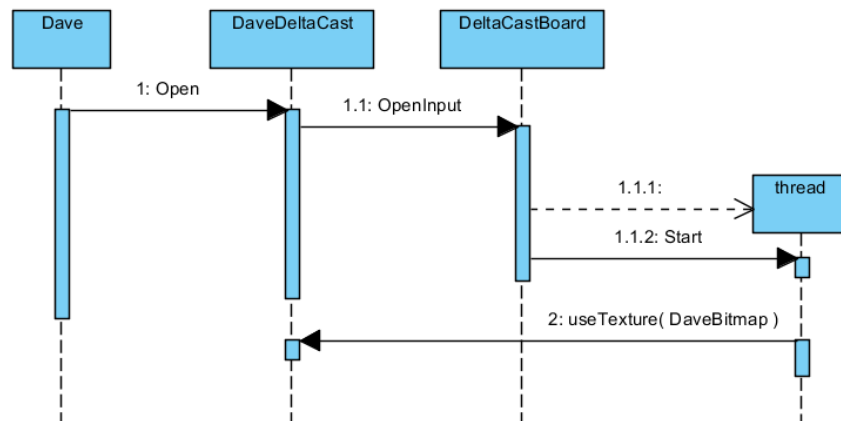 Dave
DaveDeltaCast
DeltaCastBoard
1: Open
1.1: OpenInput
1.1.1:
thread
1.1.2: Start
2: useTexture( DaveBitmap )